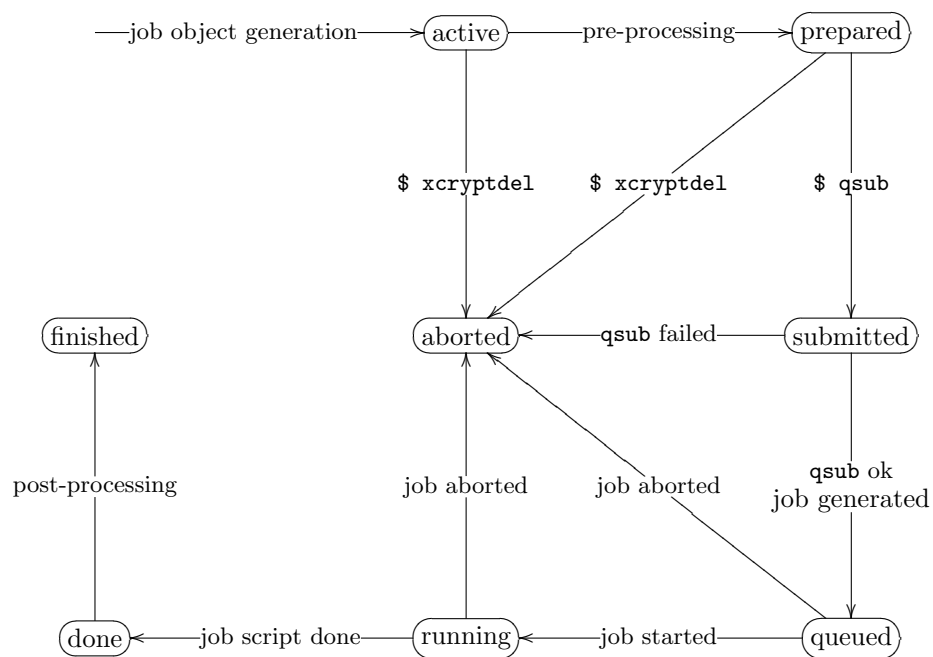 job object generation
active
pre-processing
prepared
$ xcryptdel
$ xcryptdel
$ qsub
finished
aborted
qsub failed
submitted
post-processing
job aborted
job aborted
qsub ok
job generated
done
job script done
running
job started
queued